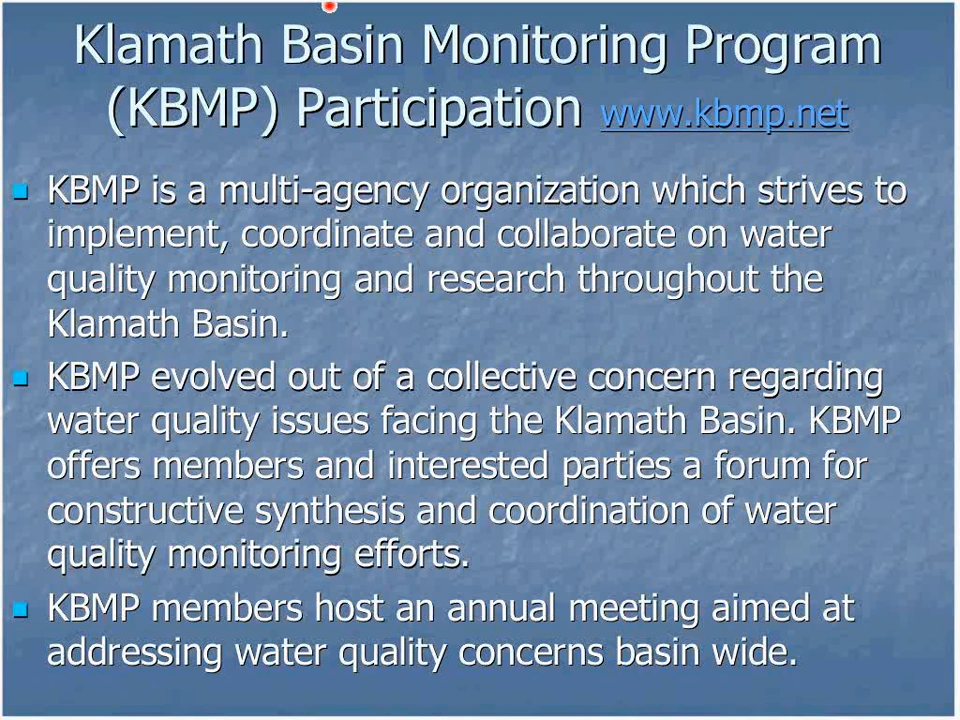 Klamath Basin Monitoring Program
(KBMP) Participation www.kbmp.net
KBMP is a multi-agency organization which strives to
implement, coordinate and collaborate on water
quality monitoring and research throughout the
Klamath Basin.
KBMP evolved out of a collective concern regarding
water quality issues facing the Klamath Basin. KBMP
offers members and interested parties a forum for
constructive synthesis and coordination of water
quality monitoring efforts.
KBMP members host an annual meeting aimed at
addressing water quality concerns basin wide.